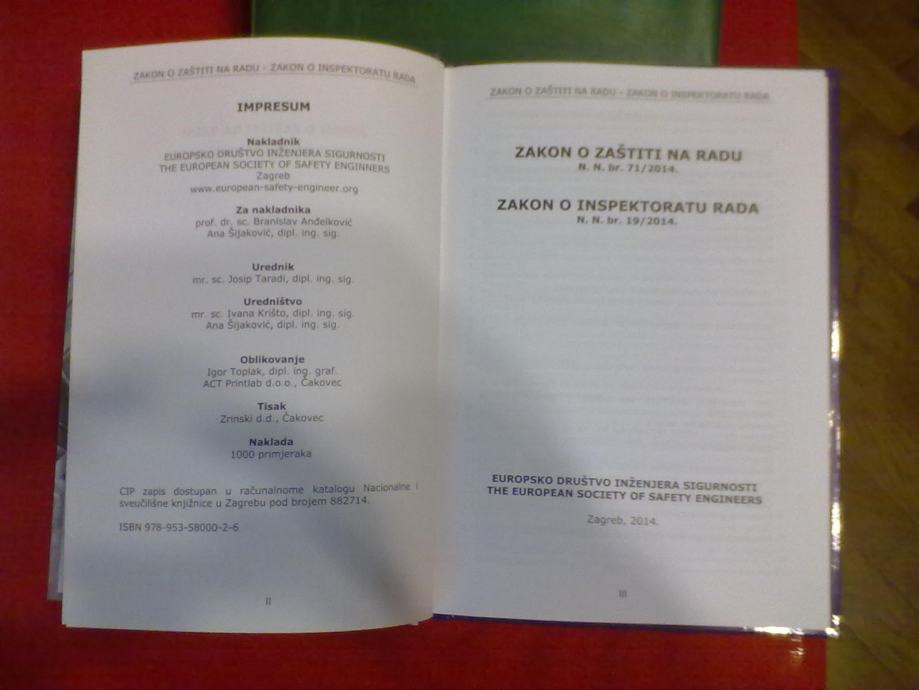 ZAKON O ZAŠTITI NA RADU - ZAKON O INSPEKTORATU RADA
IMPRESUM
Nakladnik
EUROPSKO DRUŠTVO INŽENJERA SIGURNOSTI
THE EUROPEAN SOCIETY OF SAFETY ENGINNERS
Zagreb
www.european-safety-engineer.org
Za nakladnika
prof. dr. sc. Branislav Anđelković
Ana Šijaković, dipl. ing. sig.
Urednik
mr. sc. Josip Taradi, dipl. ing. sig.
Uredništvo
mr. sc. Ivana Krišto, dipl. ing. sig.
Ana Šijaković, dipl. ing. sig.
Oblikovanje
Igor Toplak, dipl. ing. graf.
ACT Printlab d.o.o., Čakovec
Tisak
Zrinski d.d., Čakovec
Naklada
1000 primjeraka
CIP zapis dostupan u računalnome katalogu Nacionalne i
sveučilišne knjižnice u Zagrebu pod brojem 882714.
ISBN 978-953-58000-2-6
II
ZAKON O ZAŠTITI NA RADU - ZAKON O INSPEKTORATU RADA
ZAKON O ZAŠTITI NA RADU
N. N. br. 71/2014.
ZAKON O INSPEKTORATU RADA
N. N. br. 19/2014.
EUROPSKO DRUŠTVO INŽENJERA SIGURNOSTI
THE EUROPEAN SOCIETY OF SAFETY ENGINEERS
Zagreb, 2014.
III